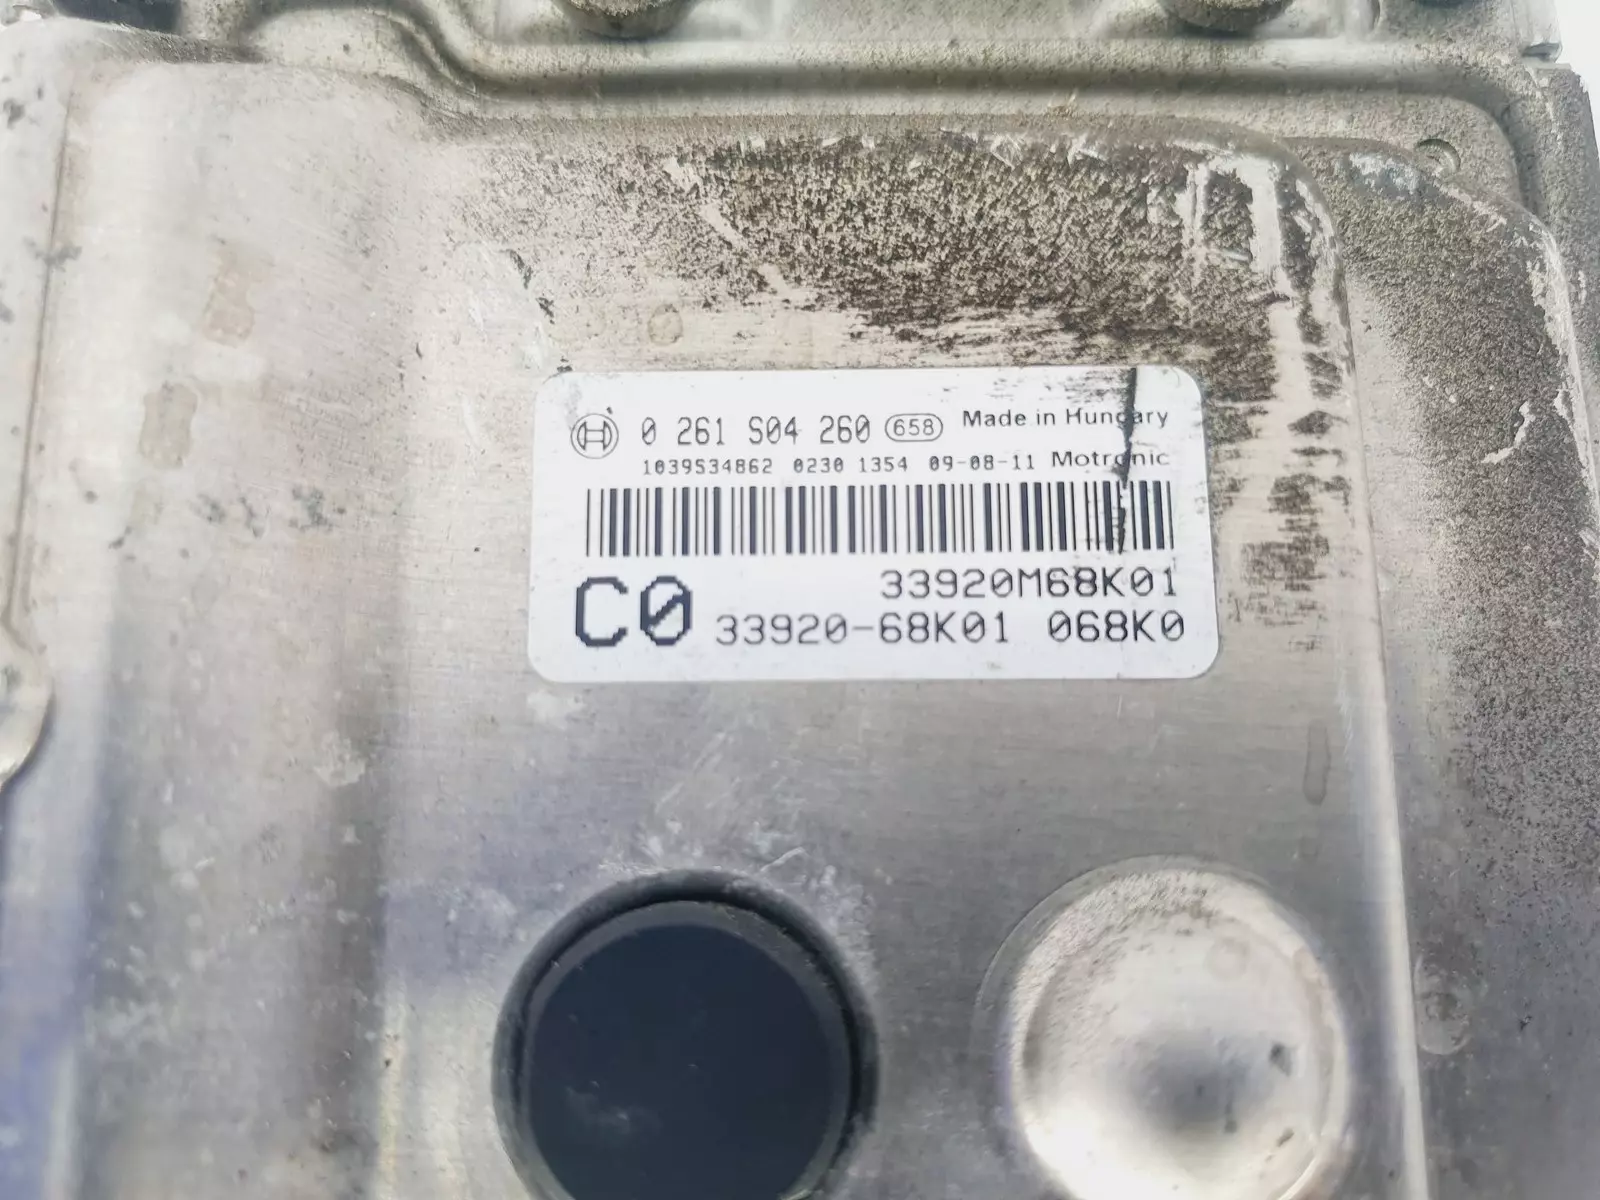 0 261 S04 260 658 Made in Hungary
1039S34862 0230 1354 09-08-11 Motronic
33920M68K01
C0 33920-68K01 068K0